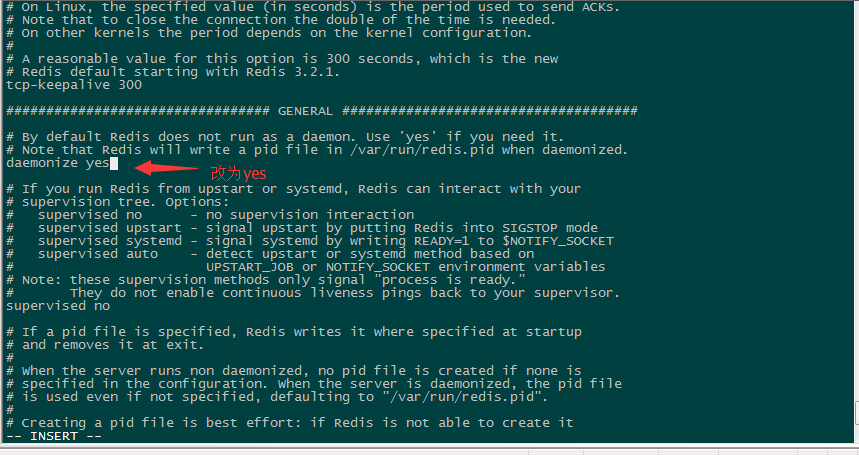 # On Linux, the specified value (in seconds) is the period used to send ACKs.
# Note that to close the connection the double of the time is needed.
# On other kernels the period depends on the kernel configuration.
#
# A reasonable value for this option is 300 seconds, which is the new
# Redis default starting with Redis 3.2.1.
tcp-keepalive 300
################################# GENERAL #####################################
# By default Redis does not run as a daemon. Use 'yes' if you need it.
# Note that Redis will write a pid file in /var/run/redis.pid when daemonized.
daemonize yes
改为yes
# If you run Redis from upstart or systemd, Redis can interact with your
# supervision tree. Options:
#   supervised no      - no supervision interaction
#   supervised upstart - signal upstart by putting Redis into SIGSTOP mode
#   supervised systemd - signal systemd by writing READY=1 to $NOTIFY_SOCKET
#   supervised auto    - detect upstart or systemd method based on
#                        UPSTART_JOB or NOTIFY_SOCKET environment variables
# Note: these supervision methods only signal "process is ready."
#       They do not enable continuous liveness pings back to your supervisor.
supervised no
# If a pid file is specified, Redis writes it where specified at startup
# and removes it at exit.
#
# When the server runs non daemonized, no pid file is created if none is
# specified in the configuration. When the server is daemonized, the pid file
# is used even if not specified, defaulting to "/var/run/redis.pid".
#
# Creating a pid file is best effort: if Redis is not able to create it
-- INSERT --